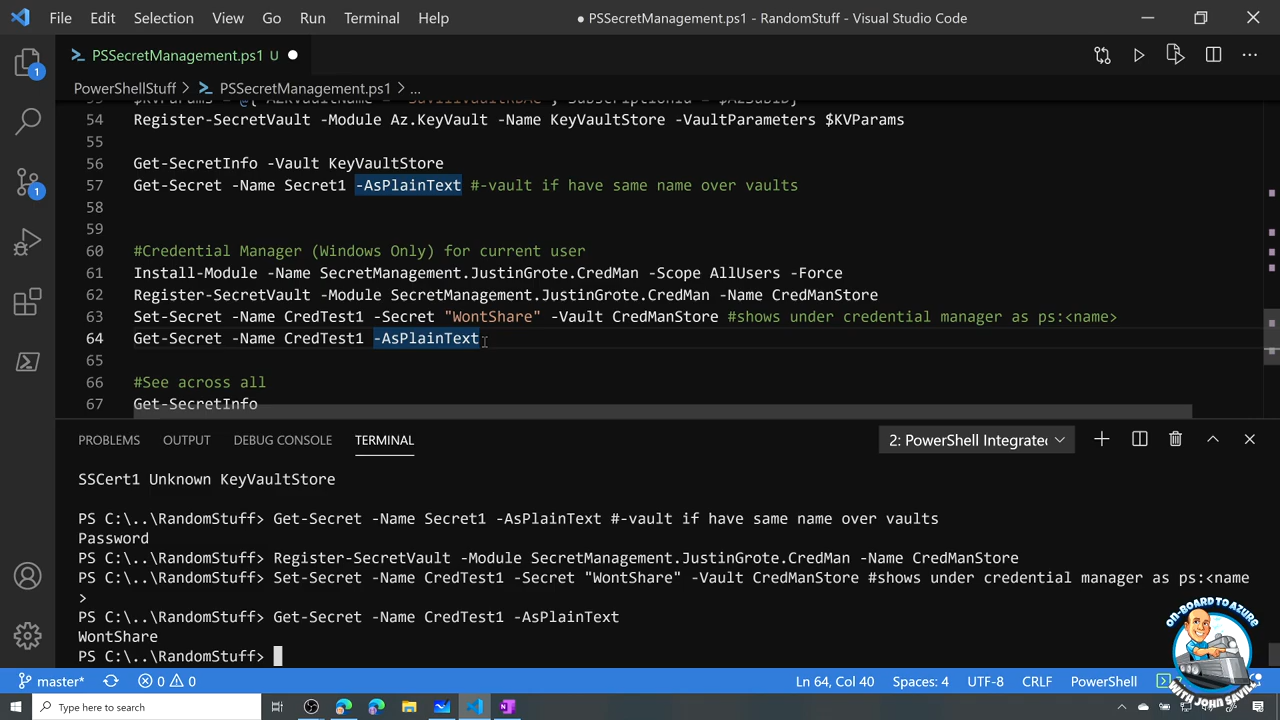 File Edit Selection View Go Run Terminal Help ● PSSecretManagement.ps1 - RandomStuff - Visual Studio Code
PSSecretManagement.ps1 U ●
PowerShellStuff > PSSecretManagement.ps1 > ...
54 Register-SecretVault -Module Az.KeyVault -Name KeyVaultStore -VaultParameters $KVParams
55
56 Get-SecretInfo -Vault KeyVaultStore
57 Get-Secret -Name Secret1 -AsPlainText #-vault if have same name over vaults
58
59
60 #Credential Manager (Windows Only) for current user
61 Install-Module -Name SecretManagement.JustinGrote.CredMan -Scope AllUsers -Force
62 Register-SecretVault -Module SecretManagement.JustinGrote.CredMan -Name CredManStore
63 Set-Secret -Name CredTest1 -Secret "WontShare" -Vault CredManStore #shows under credential manager as ps:<name>
64 Get-Secret -Name CredTest1 -AsPlainText
65
66 #See across all
67 Get-SecretInfo
PROBLEMS OUTPUT DEBUG CONSOLE TERMINAL 2: PowerShell Integrated
SSCert1 Unknown KeyVaultStore
PS C:\..\RandomStuff> Get-Secret -Name Secret1 -AsPlainText #-vault if have same name over vaults
Password
PS C:\..\RandomStuff> Register-SecretVault -Module SecretManagement.JustinGrote.CredMan -Name CredManStore
PS C:\..\RandomStuff> Set-Secret -Name CredTest1 -Secret "WontShare" -Vault CredManStore #shows under credential manager as ps:<name
>
PS C:\..\RandomStuff> Get-Secret -Name CredTest1 -AsPlainText
WontShare
PS C:\..\RandomStuff>
ON-BOARD TO AZURE
WITH JOHN SAVILL
master* 0 0 Ln 64, Col 40 Spaces: 4 UTF-8 CRLF PowerShell
Type here to search